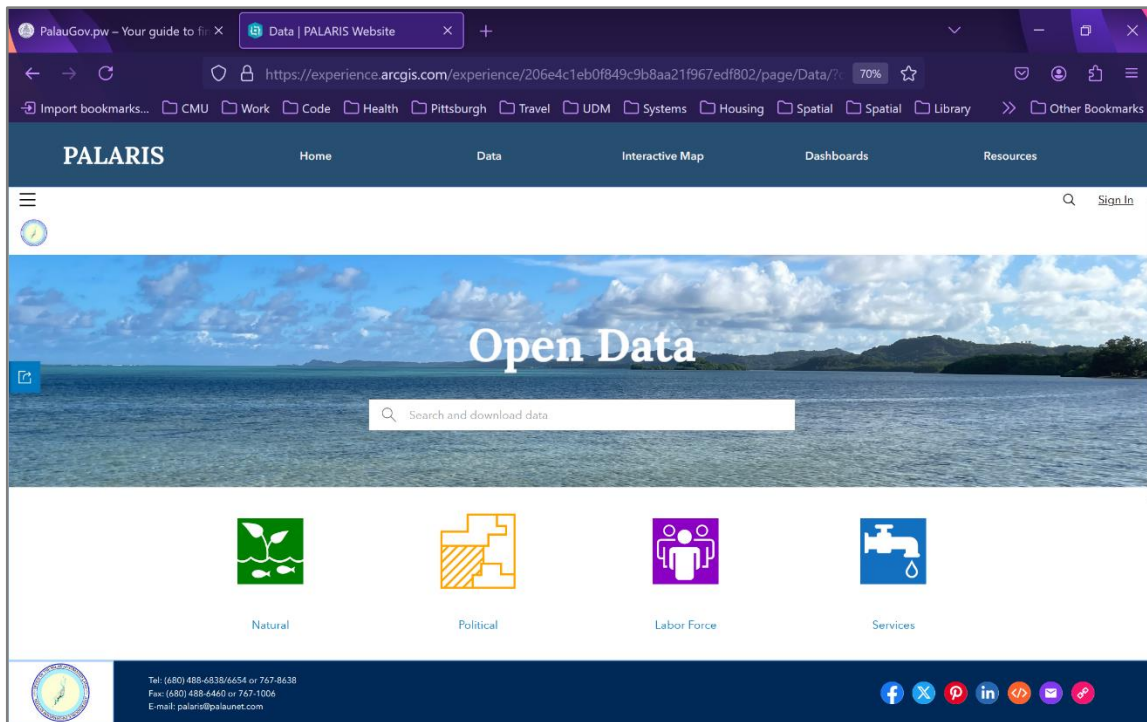 PalauGov.pw – Your guide to fir
Data | PALARIS Website
https://experience.arcgis.com/experience/206e4c1eb0f849c9b8aa21f967edf802/page/Data/?
70%
Import bookmarks... CMU Work Code Health Pittsburgh Travel UDM Systems Housing Spatial Spatial Library Other Bookmarks
PALARIS Home Data Interactive Map Dashboards Resources
Sign In
Open Data
Search and download data
Natural Political Labor Force Services
Tel: (680) 488-6838/6654 or 767-8638
Fax: (680) 488-6460 or 767-1006
E-mail: palaris@palaunet.com